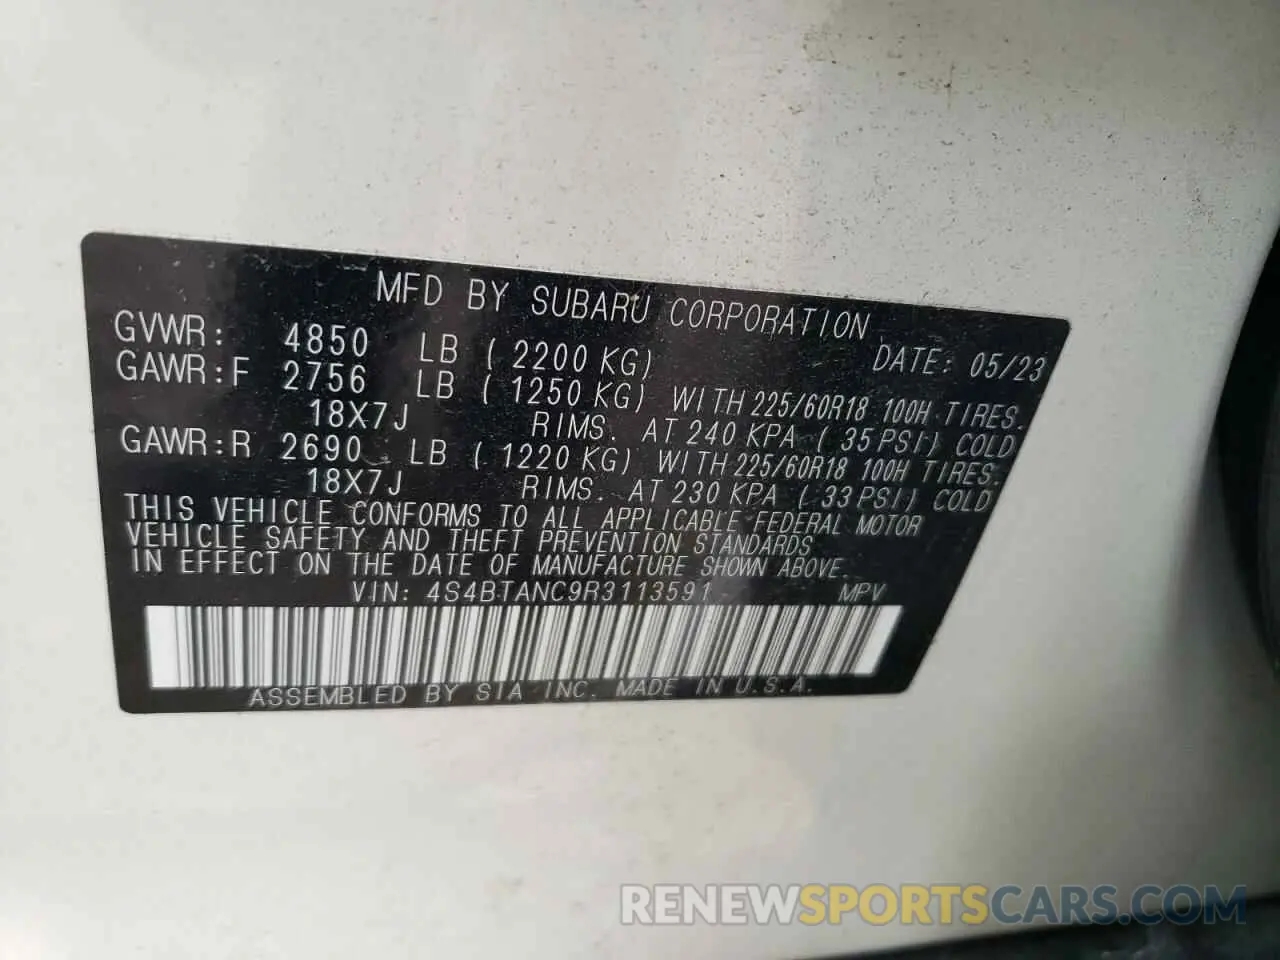 MFD BY SUBARU CORPORATION
GVWR: 4850 LB (2200 KG) DATE: 05/23
GAWR:F 2756 LB (1250 KG) WITH 225/60R18 100H TIRES.
18X7J RIMS. AT 240 KPA (35PSI) COLD
GAWR:R 2690 LB (1220 KG) WITH 225/60R18 100H TIRES.
18X7J RIMS. AT 230 KPA (33PSI) COLD
THIS VEHICLE CONFORMS TO ALL APPLICABLE FEDERAL MOTOR
VEHICLE SAFETY AND THEFT PREVENTION STANDARDS
IN EFFECT ON THE DATE OF MANUFACTURE SHOWN ABOVE.
VIN: 4S4BTANC9R3113591 MPV
ASSEMBLED BY SIA INC. MADE IN U.S.A.
RENEWSPORTSCARS.COM